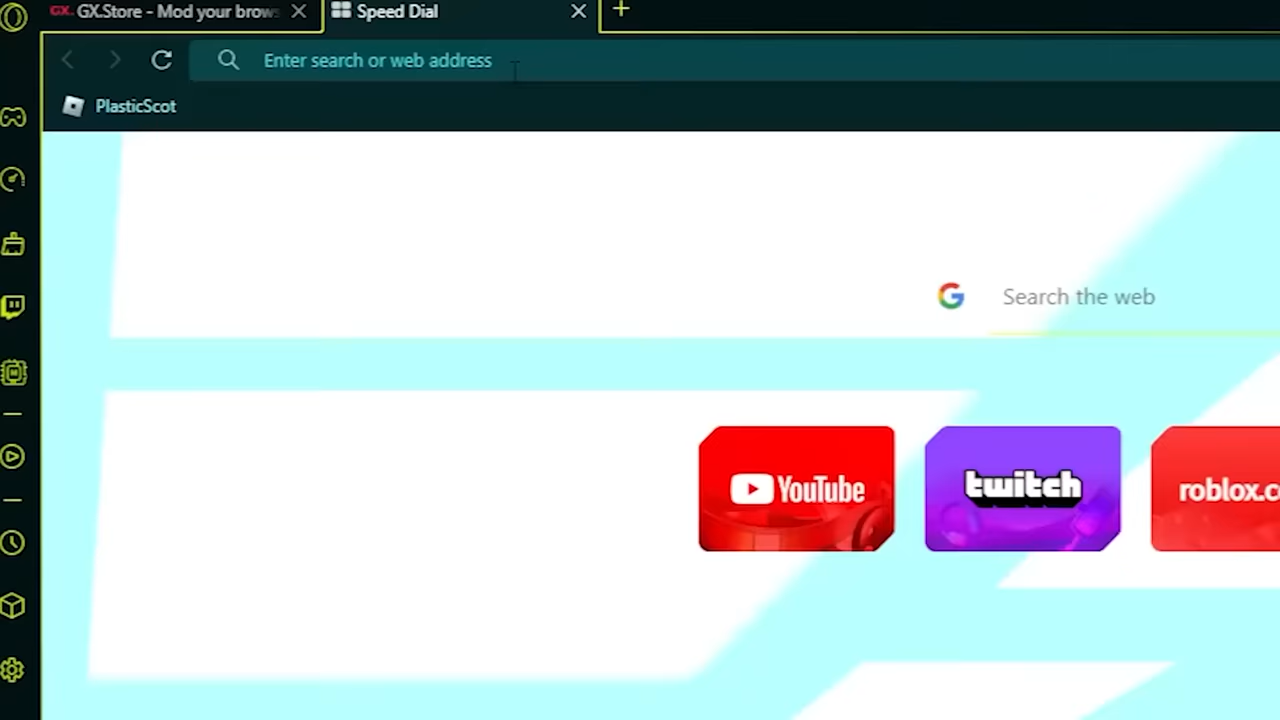 GX. GX.Store - Mod your brow
Speed Dial
Enter search or web address
PlasticScot
Search the web
YouTube
twitch
roblox.c